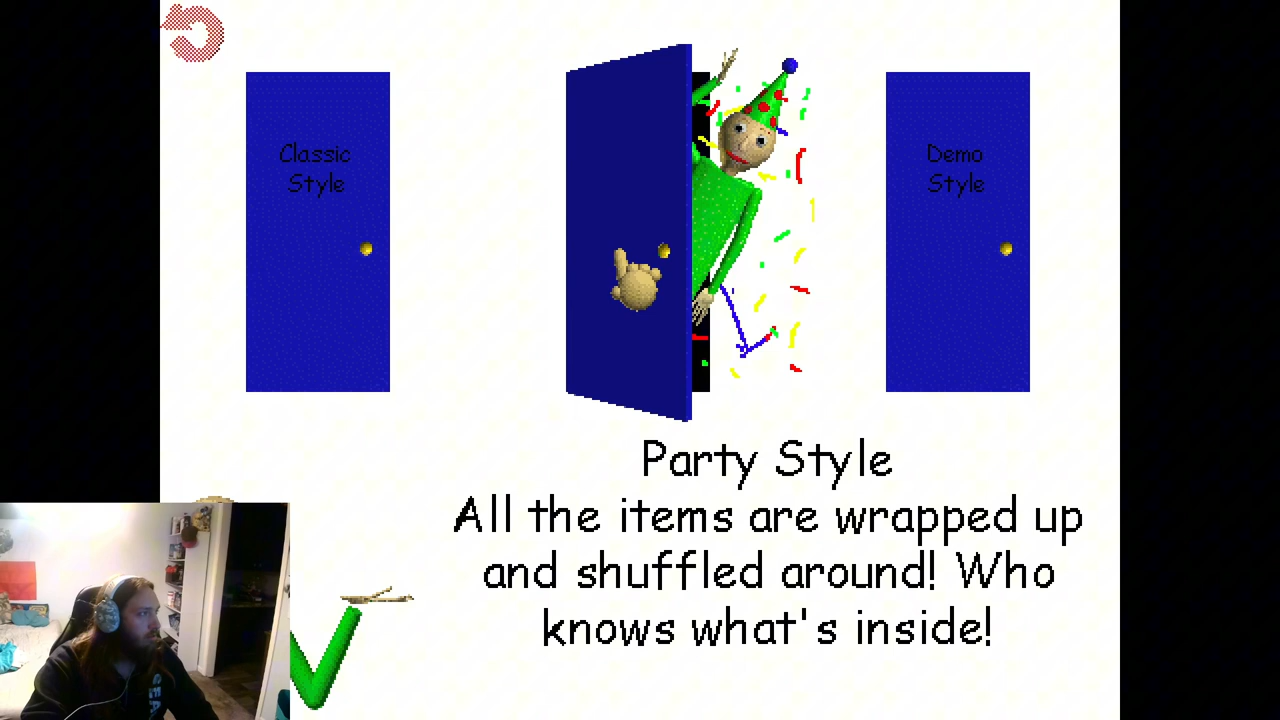 Classic
Style
Demo
Style
Party Style
All the items are wrapped up
and shuffled around! Who
knows what's inside!